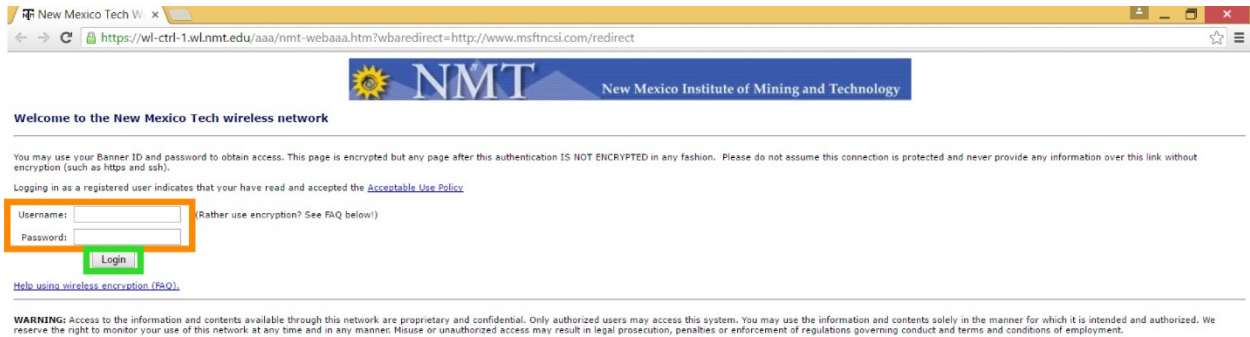 New Mexico Tech W
https://wl-ctrl-1.wl.nmt.edu/aaa/nmt-webaaa.htm?wbaredirect=http://www.msftncsi.com/redirect
NMT New Mexico Institute of Mining and Technology
Welcome to the New Mexico Tech wireless network
You may use your Banner ID and password to obtain access. This page is encrypted but any page after this authentication IS NOT ENCRYPTED in any fashion. Please do not assume this connection is protected and never provide any information over this link without
encryption (such as https and ssh).
Logging in as a registered user indicates that your have read and accepted the Acceptable Use Policy
Username: (Rather use encryption? See FAQ below!)
Password:
Login
Help using wireless encryption (FAQ).
WARNING: Access to the information and contents available through this network are proprietary and confidential. Only authorized users may access this system. You may use the information and contents solely in the manner for which it is intended and authorized. We
reserve the right to monitor your use of this network at any time and in any manner. Misuse or unauthorized access may result in legal prosecution, penalties or enforcement of regulations governing conduct and terms and conditions of employment.